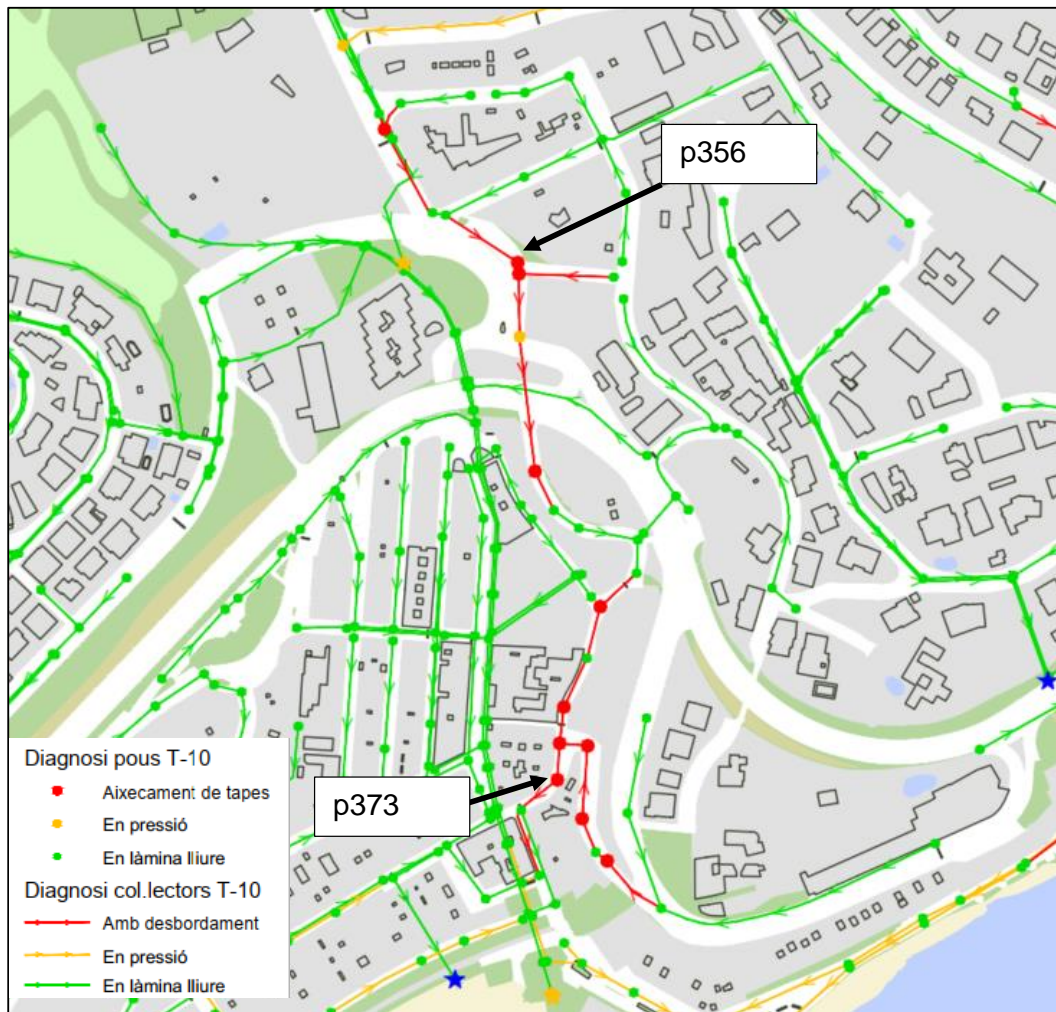 p356
p373
Diagnosi pous T-10
Aixecament de tapes
En pressió
En làmina lliure
Diagnosi col.lectors T-10
Amb desbordament
En pressió
En làmina lliure